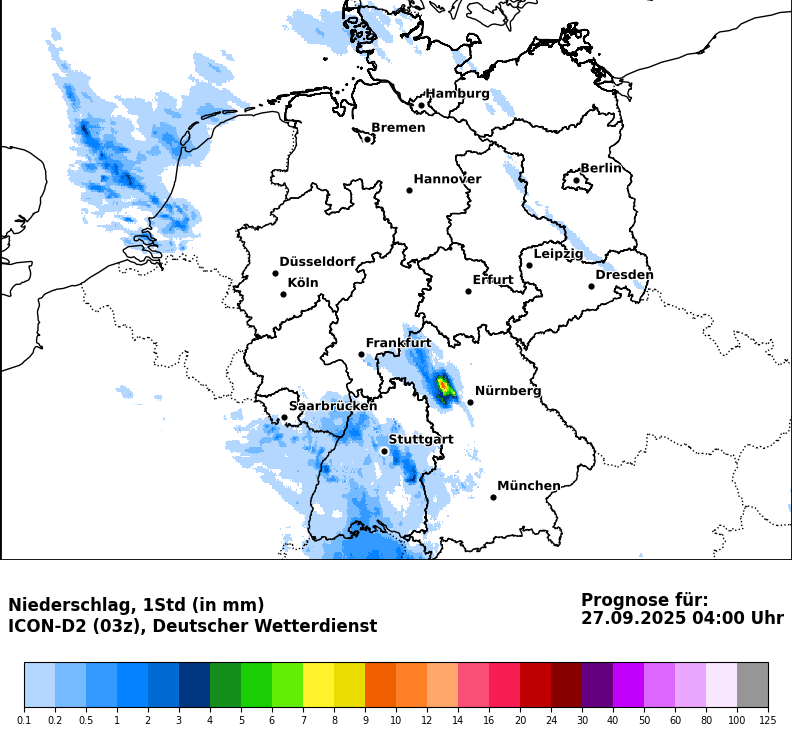 Hamburg
Bremen
Berlin
Hannover
Düsseldorf
Leipzig
Köln
Erfurt
Dresden
Frankfurt
Nürnberg
Saarbrücken
Stuttgart
München
Niederschlag, 1Std (in mm)
ICON-D2 (03z), Deutscher Wetterdienst
Prognose für:
27.09.2025 04:00 Uhr
0.1 0.2 0.5 1 2 3 4 5 6 7 8 9 10 12 14 16 20 24 30 40 50 60 80 100 125